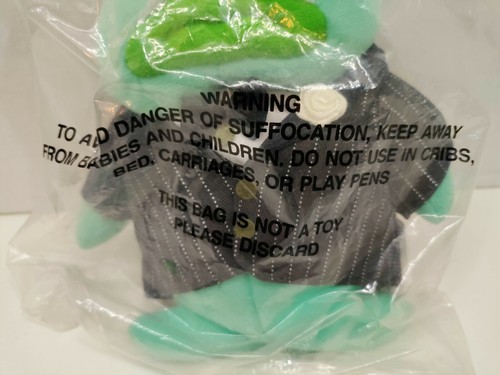 WARNING
TO AVOID DANGER OF SUFFOCATION, KEEP AWAY
FROM BABIES AND CHILDREN. DO NOT USE IN CRIBS,
BED, CARRIAGES, OR PLAY PENS
THIS BAG IS NOT A TOY
PLEASE DISCARD